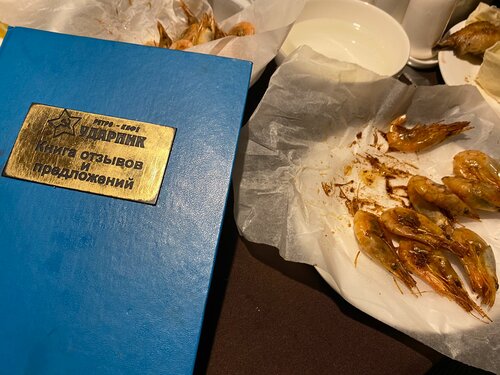 РЕТРО - КАФЕ
УДАРНИК
Книга отзывов
и
предложений